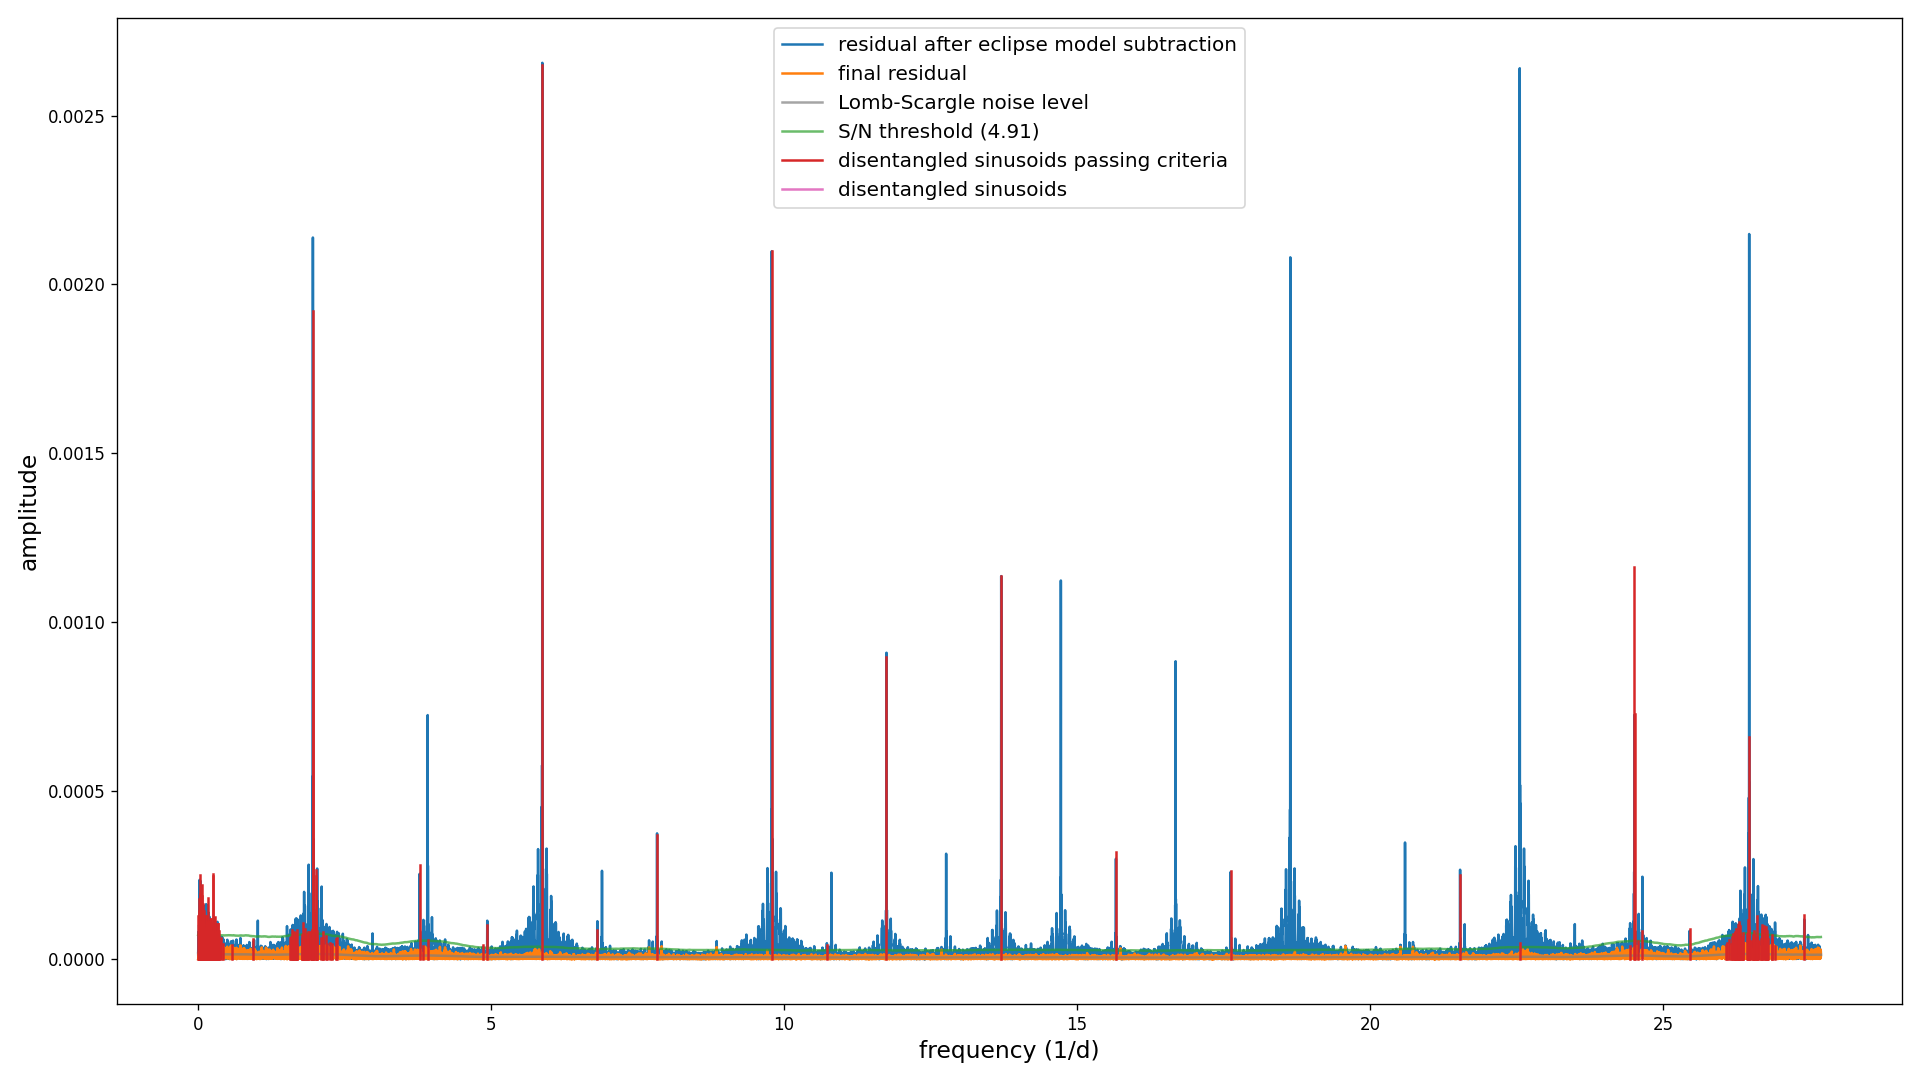 residual after eclipse model subtraction
final residual
Lomb-Scargle noise level
S/N threshold (4.91)
disentangled sinusoids passing criteria
disentangled sinusoids
0.0025
0.0020
0.0015
0.0010
0.0005
0.0000
amplitude
0 5 10 15 20 25
frequency (1/d)